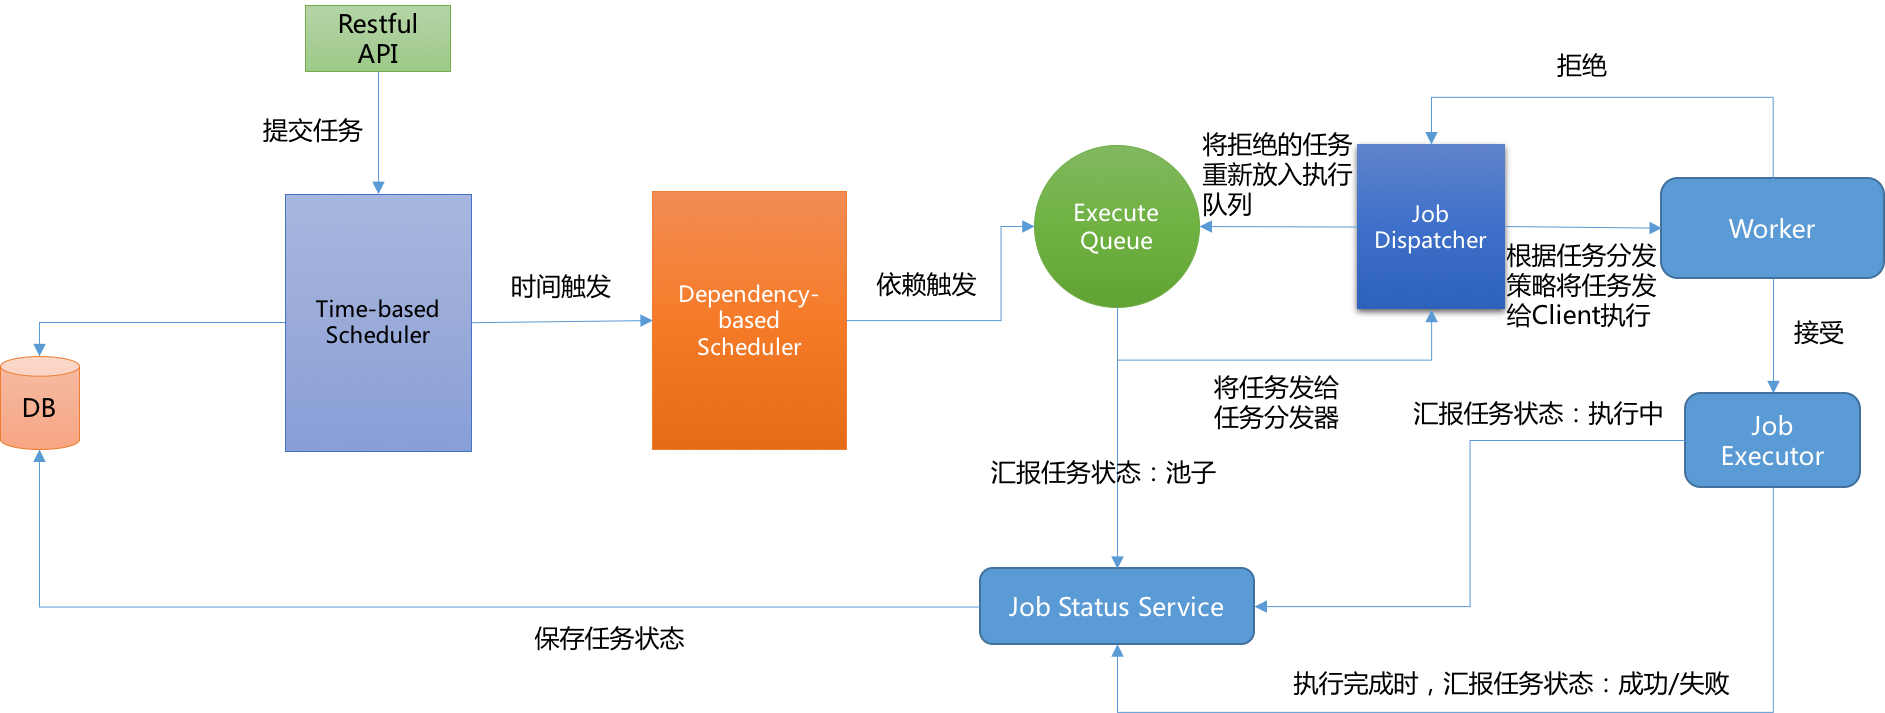 Restful
API
提交任务
拒绝
将拒绝的任务
重新放入执行
队列
Execute
Queue
Job
Dispatcher
Worker
根据任务分发
策略将任务发
给Client执行
时间触发
依赖触发
Time-based
Scheduler
Dependency-
based
Scheduler
接受
DB
将任务发给
任务分发器
汇报任务状态：执行中
Job
Executor
汇报任务状态：池子
Job Status Service
保存任务状态
执行完成时，汇报任务状态：成功/失败